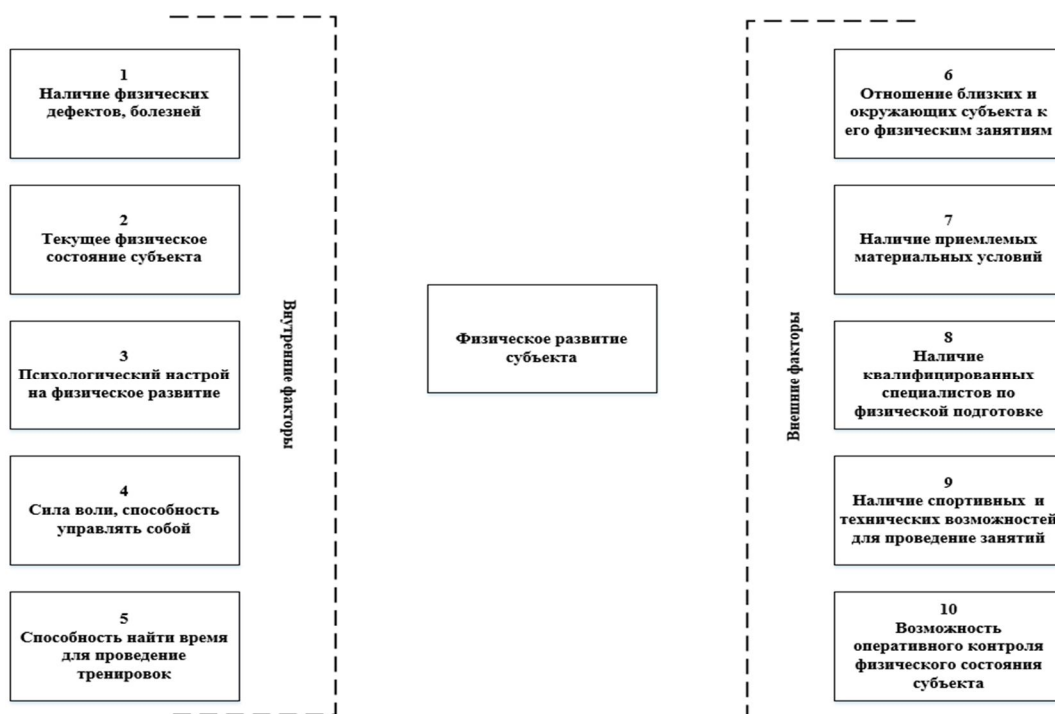 1
Наличие физических
дефектов, болезней
2
Текущее физическое
состояние субъекта
3
Психологический настрой
на физическое развитие
4
Сила воли, способность
управлять собой
5
Способность найти время
для проведение
тренировок
Внутренние факторы
Физическое развитие
субъекта
Внешние факторы
6
Отношение близких и
окружающих субъекта к
его физическим занятиям
7
Наличие приемлемых
материальных условий
8
Наличие
квалифицированных
специалистов по
физической подготовке
9
Наличие спортивных и
технических возможностей
для проведение занятий
10
Возможность
оперативного контроля
физического состояния
субъекта